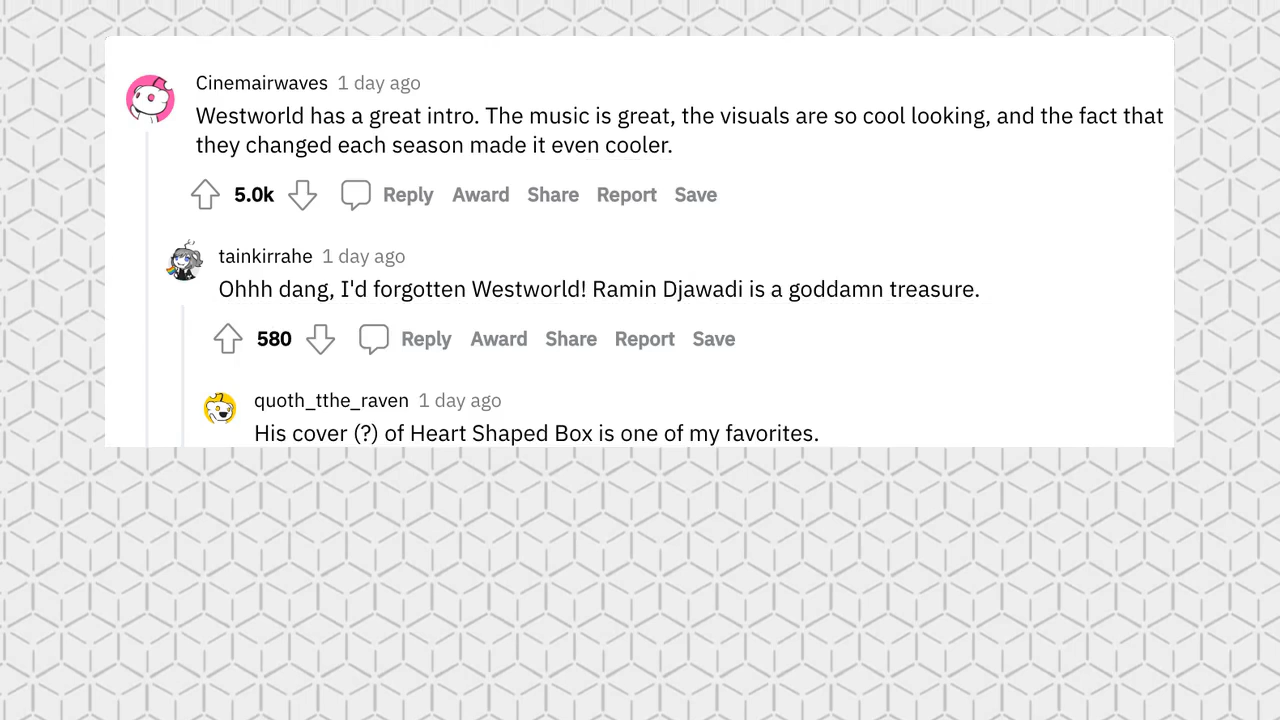 Cinemairwaves 1 day ago
Westworld has a great intro. The music is great, the visuals are so cool looking, and the fact that
they changed each season made it even cooler.
5.0k Reply Award Share Report Save
tainkirrahe 1 day ago
Ohhh dang, I'd forgotten Westworld! Ramin Djawadi is a goddamn treasure.
580 Reply Award Share Report Save
quoth_tthe_raven 1 day ago
His cover (?) of Heart Shaped Box is one of my favorites.